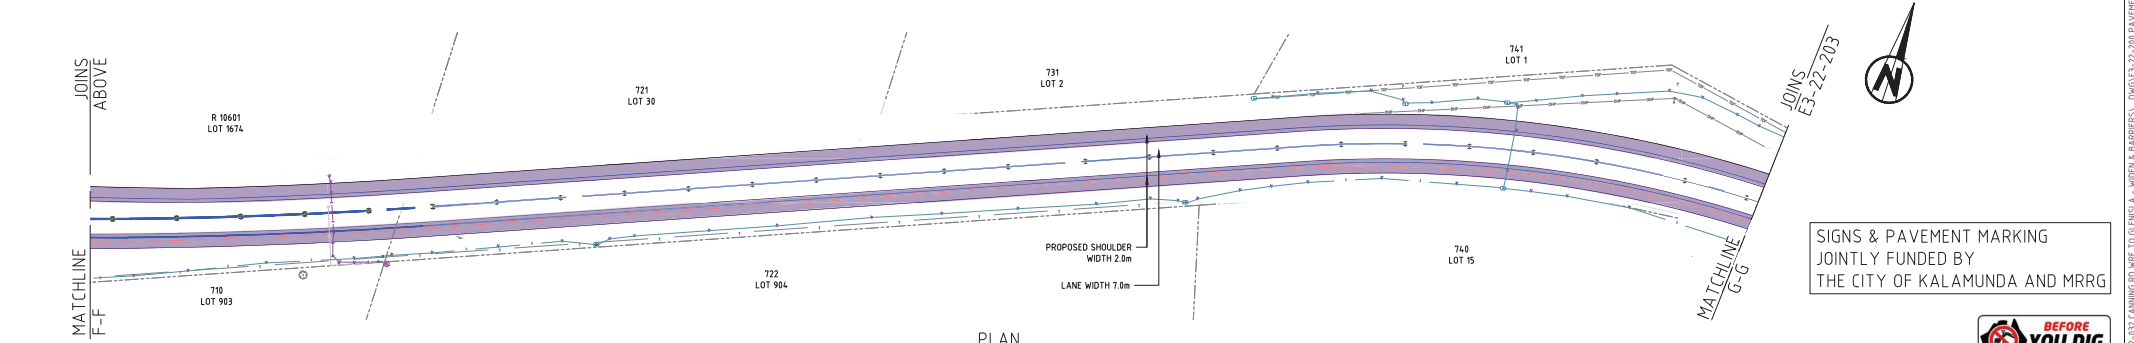 JOINS
ABOVE
R 10601
LOT 1674
721
LOT 30
731
LOT 2
741
LOT 1
JOINS
E3-22-203
N
MATCHLINE
F-F
710
LOT 903
722
LOT 904
PROPOSED SHOULDER
WIDTH 2.0m
LANE WIDTH 7.0m
740
LOT 15
MATCHLINE
G-G
PLAN
SIGNS & PAVEMENT MARKING
JOINTLY FUNDED BY
THE CITY OF KALAMUNDA AND MRRG
BEFORE
YOU DIG